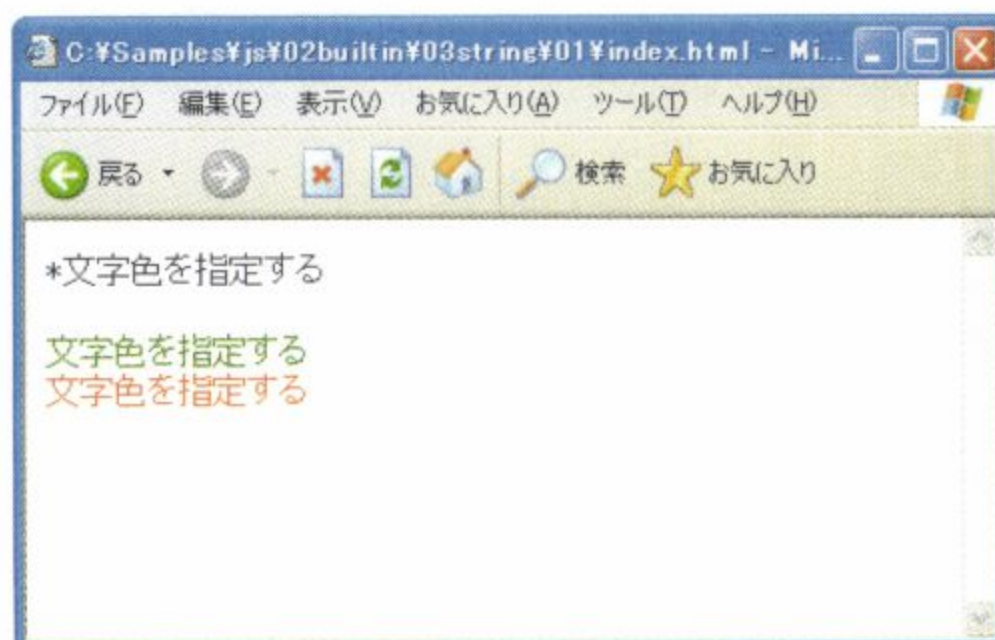 C:¥Samples¥js¥02builtin¥03string¥01¥index.html - Mi...
ファイル(F) 編集(E) 表示(V) お気に入り(A) ツール(T) ヘルプ(H)
戻る 検索 お気に入り
*文字色を指定する
文字色を指定する
文字色を指定する